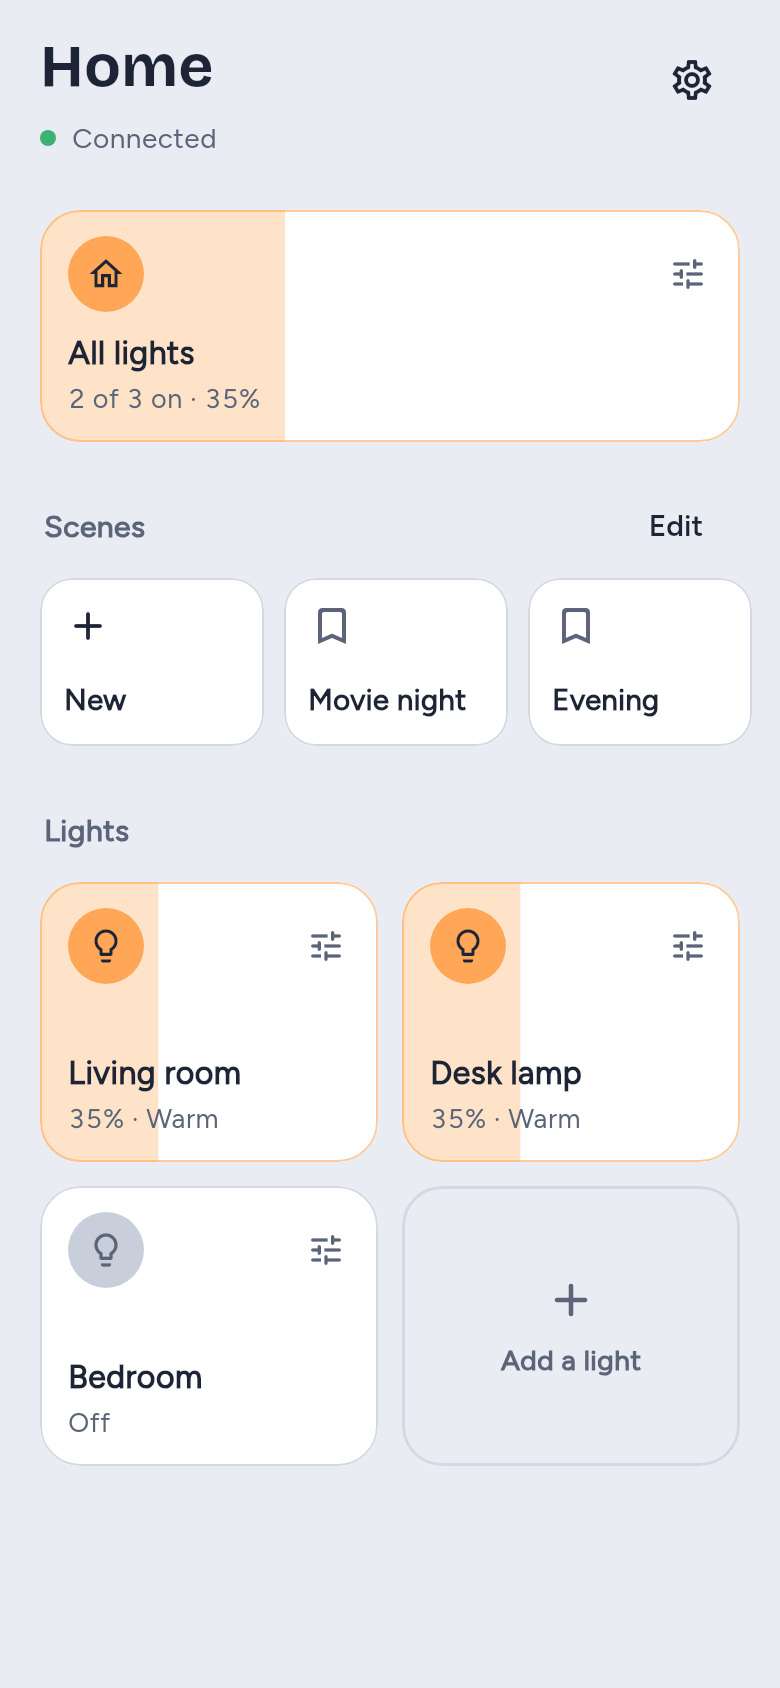 Home
Connected
All lights
2 of 3 on · 35%
Scenes
Edit
New
Movie night
Evening
Lights
Living room
35% · Warm
Desk lamp
35% · Warm
Bedroom
Off
Add a light